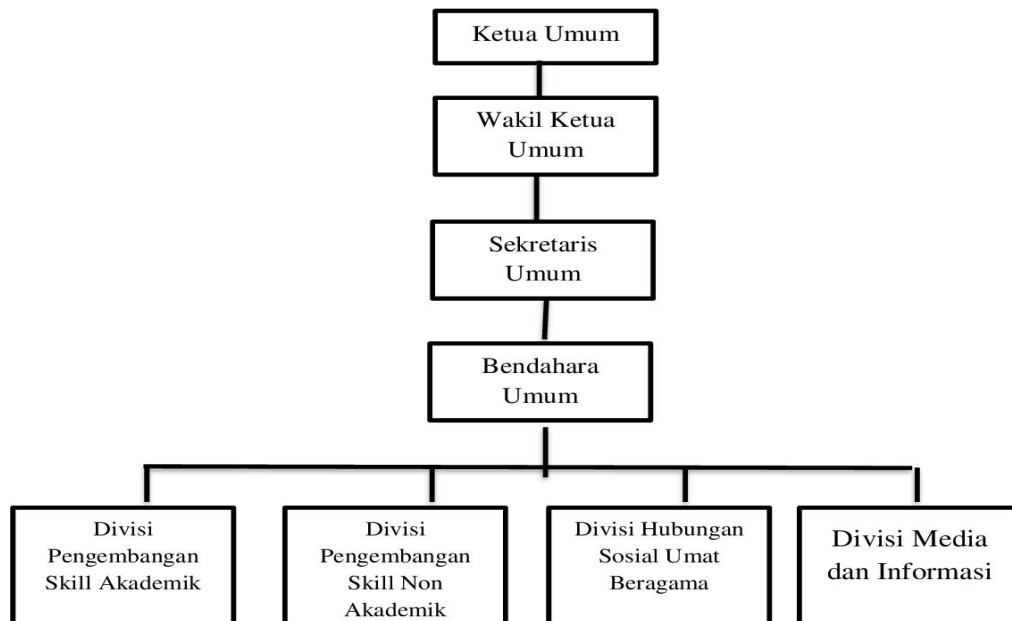 Ketua Umum
Wakil Ketua
Umum
Sekretaris
Umum
Bendahara
Umum
Divisi
Pengembangan
Skill Akademik
Divisi
Pengembangan
Skill Non
Akademik
Divisi Hubungan
Sosial Umat
Beragama
Divisi Media
dan Informasi